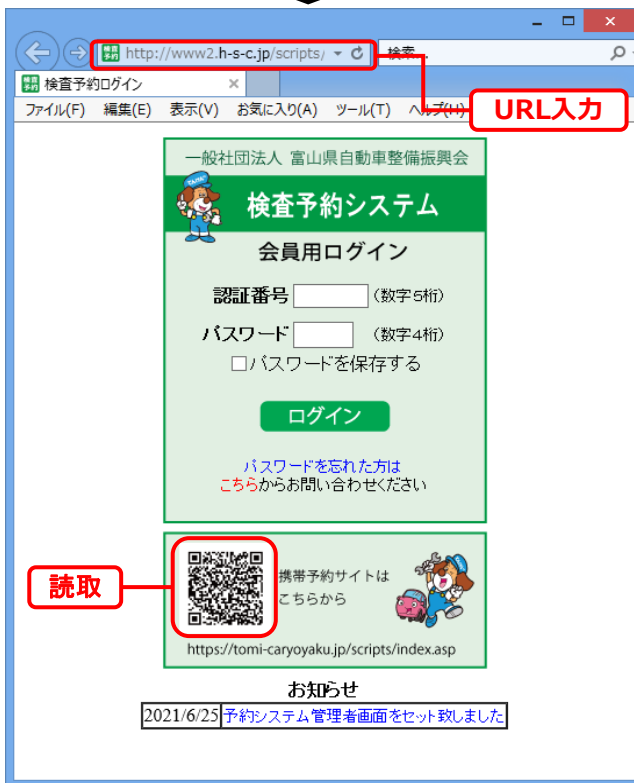 http://www2.h-s-c.jp/scripts/
検索...
検査予約ログイン
ファイル(F) 編集(E) 表示(V) お気に入り(A) ツール(T) ヘルプ(H)
URL入力
一般社団法人 富山県自動車整備振興会
検査予約システム
会員用ログイン
認証番号 (数字5桁)
パスワード (数字4桁)
パスワードを保存する
ログイン
パスワードを忘れた方は
こちらからお問い合わせください
読取
携帯予約サイトは
こちらから
https://tomi-caryoyaku.jp/scripts/index.asp
お知らせ
2021/6/25 予約システム管理者画面をセット致しました